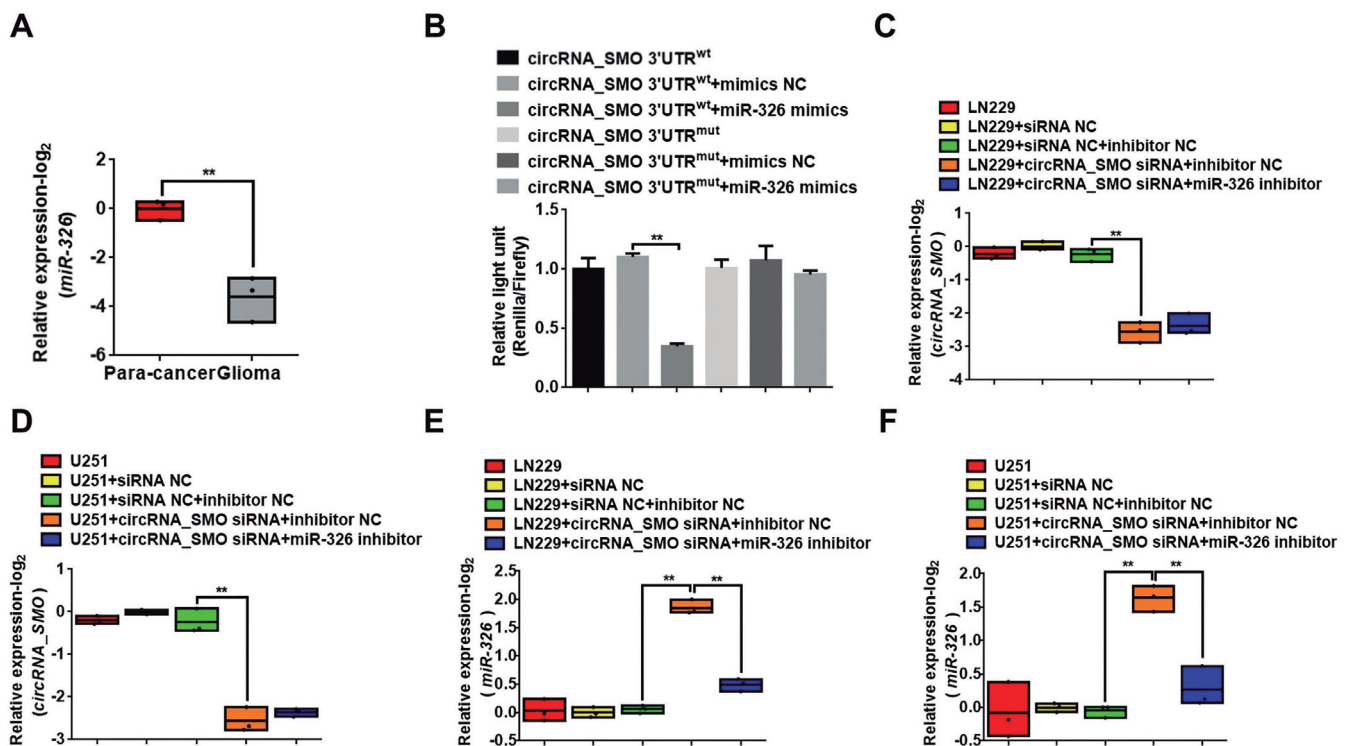 A
Relative expression-log2
(miR-326)
2
0
-2
-4
-6
**
Para-cancer Glioma
B
circRNA_SMO 3'UTRwt
circRNA_SMO 3'UTRwt+mimics NC
circRNA_SMO 3'UTRwt+miR-326 mimics
circRNA_SMO 3'UTRmut
circRNA_SMO 3'UTRmut+mimics NC
circRNA_SMO 3'UTRmut+miR-326 mimics
Relative light unit
(Renilla/Firefly)
1.5
1.0
0.5
0.0
**
C
LN229
LN229+siRNA NC
LN229+siRNA NC+inhibitor NC
LN229+circRNA_SMO siRNA+inhibitor NC
LN229+circRNA_SMO siRNA+miR-326 inhibitor
Relative expression-log2
(circRNA_SMO)
1
0
-1
-2
-3
-4
**
D
U251
U251+siRNA NC
U251+siRNA NC+inhibitor NC
U251+circRNA_SMO siRNA+inhibitor NC
U251+circRNA_SMO siRNA+miR-326 inhibitor
Relative expression-log2
(circRNA_SMO)
1
0
-1
-2
-3
**
E
LN229
LN229+siRNA NC
LN229+siRNA NC+inhibitor NC
LN229+circRNA_SMO siRNA+inhibitor NC
LN229+circRNA_SMO siRNA+miR-326 inhibitor
Relative expression-log2
( miR-326)
2.5
2.0
1.5
1.0
0.5
0.0
-0.5
** **
F
U251
U251+siRNA NC
U251+siRNA NC+inhibitor NC
U251+circRNA_SMO siRNA+inhibitor NC
U251+circRNA_SMO siRNA+miR-326 inhibitor
Relative expression-log2
( miR-326)
2.0
1.5
1.0
0.5
0.0
-0.5
** **